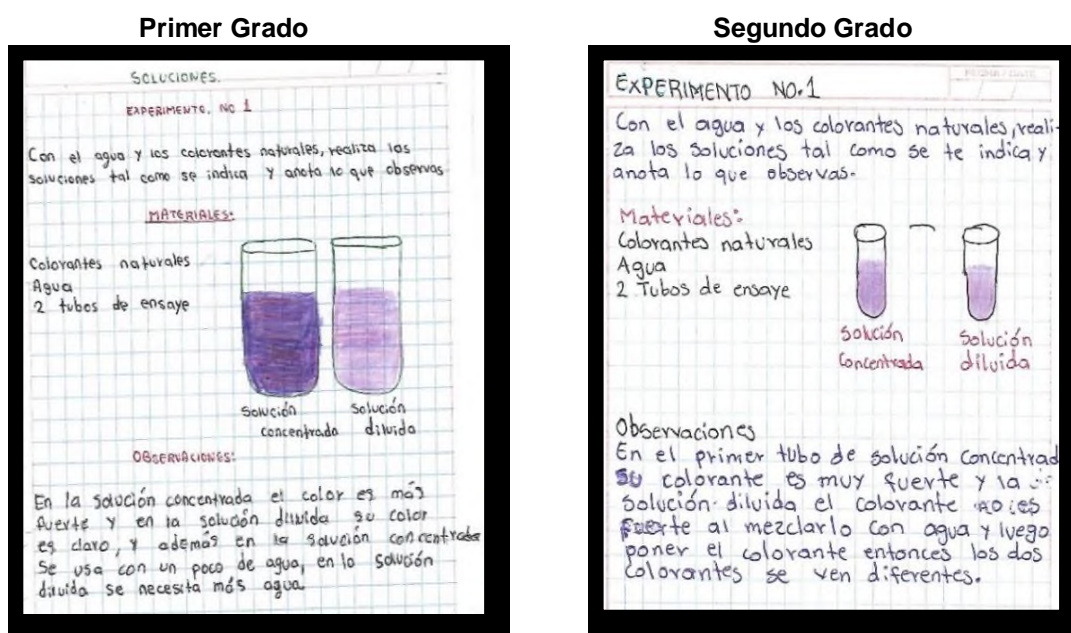 Primer Grado
SOLUCIONES.
EXPERIMENTO. NO 1
Con el agua y los colorantes naturales, realiza las
soluciones tal como se indica y anota lo que observas
MATERIALES:
Colorantes naturales
Agua
2 tubos de ensaye
Solución concentrada
Solución diluida
OBSERVACIONES:
En la solución concentrada el color es más
fuerte y en la solución diluida su color
es claro, y además en la solución concentrada
se usa con un poco de agua, en la solución
diluida se necesita más agua
Segundo Grado
FECHA / DATE
EXPERIMENTO NO.1
Con el agua y los colorantes naturales, reali-
za los soluciones tal como se te indica y
anota lo que observas.
Materiales:
Colorantes naturales
Agua
2 Tubos de ensaye
Solución
Concentrada
Solución
diluida
Observaciones
En el primer tubo de solución Concentrad
su colorante es muy fuerte y la
solución diluida el colorante no es
fuerte al mezclarlo con agua y luego
poner el colorante entonces los dos
colorantes se ven diferentes.